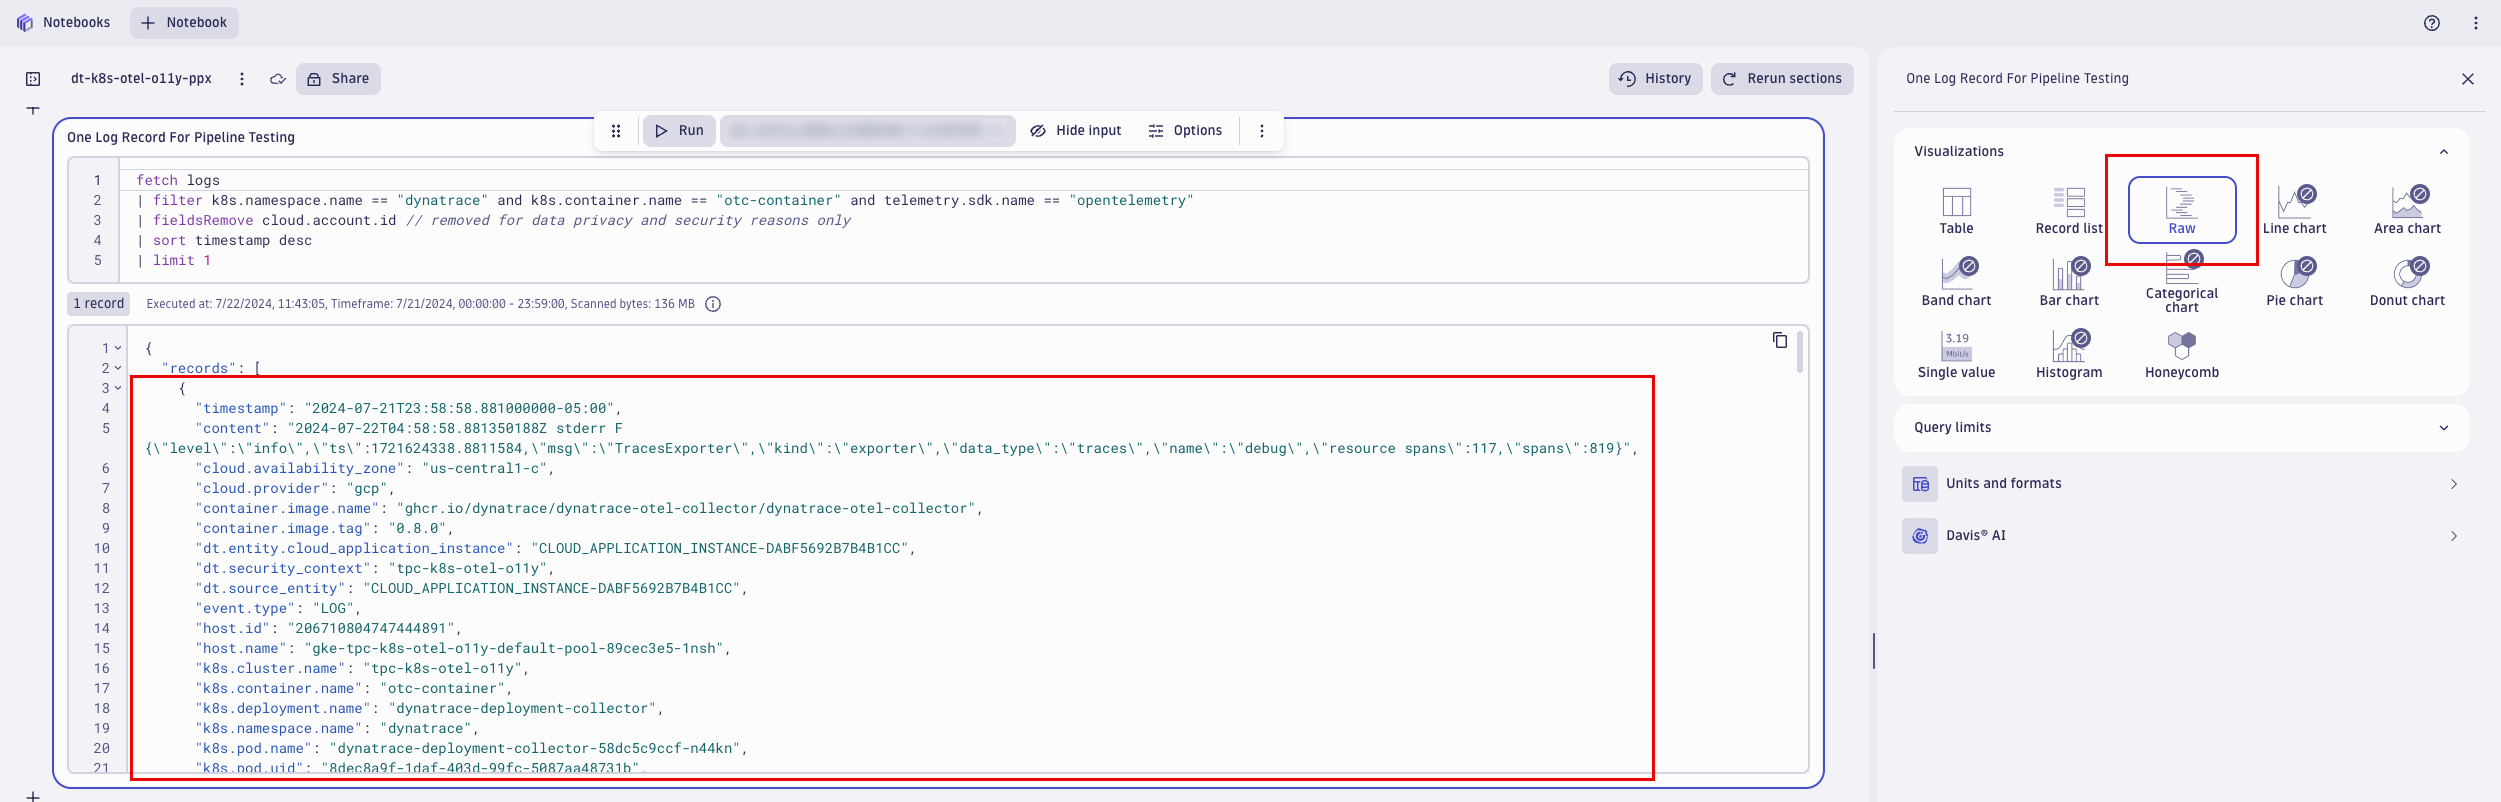 Notebooks
Notebook
dt-k8s-otel-o11y-ppx
Share
History
Rerun sections
One Log Record For Pipeline Testing
Run
Hide input
Options
1 fetch logs
2 | filter k8s.namespace.name == "dynatrace" and k8s.container.name == "otc-container" and telemetry.sdk.name == "opentelemetry"
3 | fieldsRemove cloud.account.id // removed for data privacy and security reasons only
4 | sort timestamp desc
5 | limit 1
1 record
Executed at: 7/22/2024, 11:43:05, Timeframe: 7/21/2024, 00:00:00 - 23:59:00, Scanned bytes: 136 MB
1 {
2 "records": [
3 {
4 "timestamp": "2024-07-21T23:58:58.881000000-05:00",
5 "content": "2024-07-22T04:58:58.881350188Z stderr F
{\"level\":\"info\",\"ts\":1721624338.8811584,\"msg\":\"TracesExporter\",\"kind\":\"exporter\",\"data_type\":\"traces\",\"name\":\"debug\",\"resource spans\":117,\"spans\":819}",
6 "cloud.availability_zone": "us-central1-c",
7 "cloud.provider": "gcp",
8 "container.image.name": "ghcr.io/dynatrace/dynatrace-otel-collector/dynatrace-otel-collector",
9 "container.image.tag": "0.8.0",
10 "dt.entity.cloud_application_instance": "CLOUD_APPLICATION_INSTANCE-DABF5692B7B4B1CC",
11 "dt.security_context": "tpc-k8s-otel-o11y",
12 "dt.source_entity": "CLOUD_APPLICATION_INSTANCE-DABF5692B7B4B1CC",
13 "event.type": "LOG",
14 "host.id": "206710804747444891",
15 "host.name": "gke-tpc-k8s-otel-o11y-default-pool-89cec3e5-1nsh",
16 "k8s.cluster.name": "tpc-k8s-otel-o11y",
17 "k8s.container.name": "otc-container",
18 "k8s.deployment.name": "dynatrace-deployment-collector",
19 "k8s.namespace.name": "dynatrace",
20 "k8s.pod.name": "dynatrace-deployment-collector-58dc5c9ccf-n44kn",
21 "k8s.pod.uid": "8dec8a9f-1daf-403d-99fc-5087aa48731b",
One Log Record For Pipeline Testing
Visualizations
Table
Record list
Raw
Line chart
Area chart
Band chart
Bar chart
Categorical
chart
Pie chart
Donut chart
3.19
Mbit/s
Single value
Histogram
Honeycomb
Query limits
Units and formats
Davis® AI